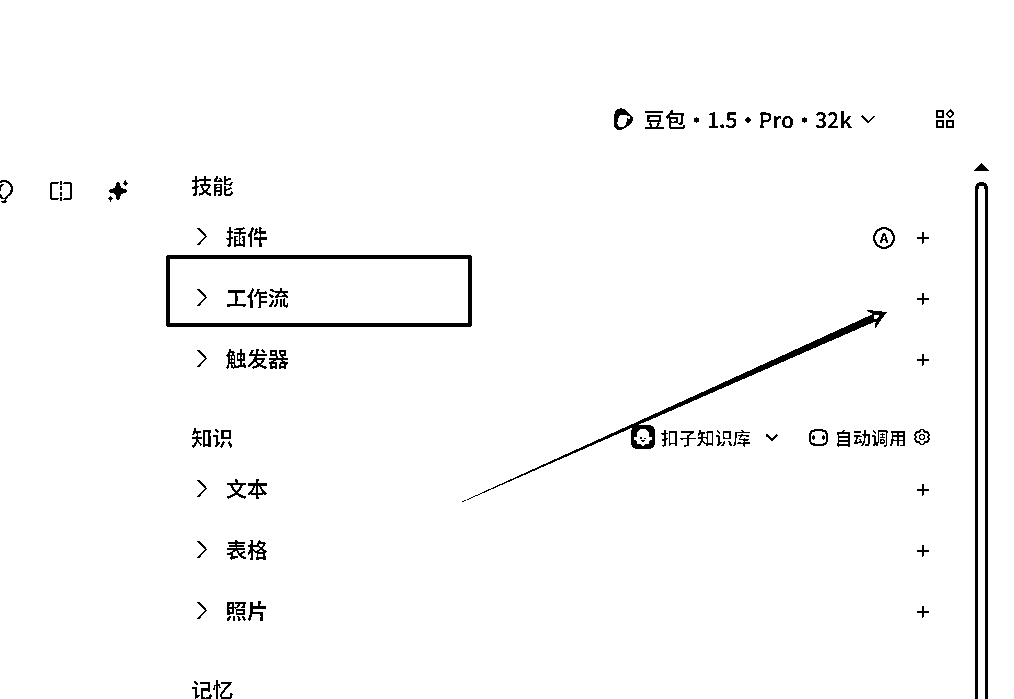 豆包·1.5·Pro·32k
技能
插件
A
工作流
触发器
知识
扣子知识库
自动调用
文本
表格
照片
记忆